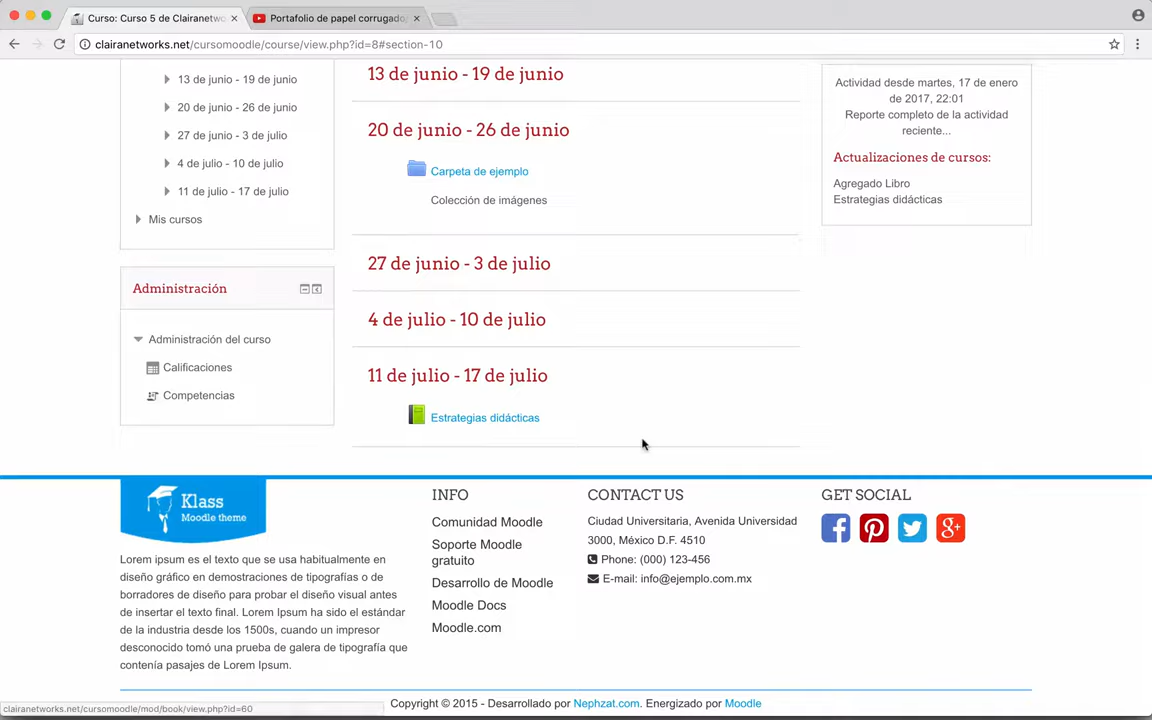 Curso: Curso 5 de Clairanetwo
Portafolio de papel corrugado
clairanetworks.net/cursomoodle/course/view.php?id=8#section-10
13 de junio - 19 de junio
20 de junio - 26 de junio
27 de junio - 3 de julio
4 de julio - 10 de julio
11 de julio - 17 de julio
Mis cursos
Administración
Administración del curso
Calificaciones
Competencias
13 de junio - 19 de junio
20 de junio - 26 de junio
Carpeta de ejemplo
Colección de imágenes
27 de junio - 3 de julio
4 de julio - 10 de julio
11 de julio - 17 de julio
Estrategias didácticas
Actividad desde martes, 17 de enero
de 2017, 22:01
Reporte completo de la actividad
reciente...
Actualizaciones de cursos:
Agregado Libro
Estrategias didácticas
Klass
Moodle theme
Lorem ipsum es el texto que se usa habitualmente en
diseño gráfico en demostraciones de tipografías o de
borradores de diseño para probar el diseño visual antes
de insertar el texto final. Lorem Ipsum ha sido el estándar
de la industria desde los 1500s, cuando un impresor
desconocido tomó una prueba de galera de tipografía que
contenía pasajes de Lorem Ipsum.
INFO
Comunidad Moodle
Soporte Moodle
gratuito
Desarrollo de Moodle
Moodle Docs
Moodle.com
CONTACT US
Ciudad Universitaria, Avenida Universidad
3000, México D.F. 4510
Phone: (000) 123-456
E-mail: info@ejemplo.com.mx
GET SOCIAL
Copyright © 2015 - Desarrollado por Nephzat.com. Energizado por Moodle
clairanetworks.net/cursomoodle/mod/book/view.php?id=60